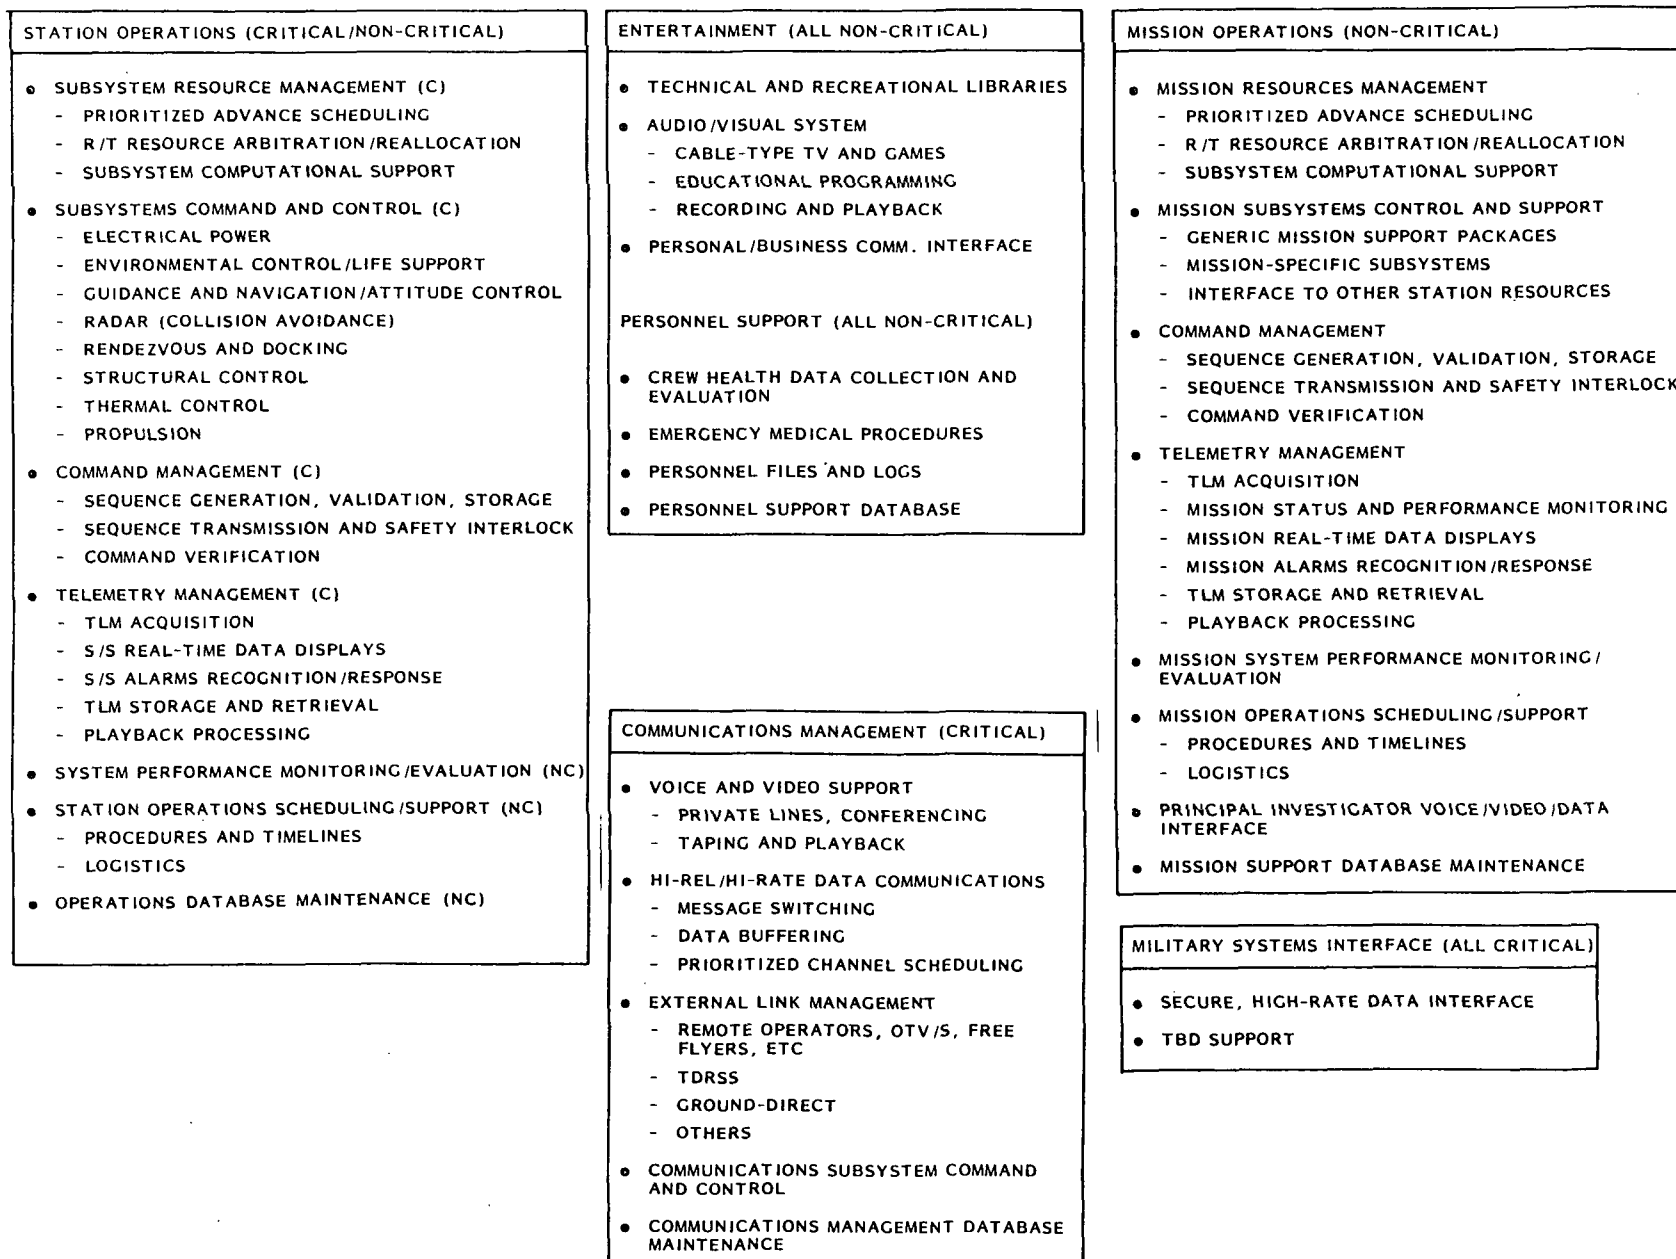 STATION OPERATIONS (CRITICAL/NON-CRITICAL)
• SUBSYSTEM RESOURCE MANAGEMENT (C)
- PRIORITIZED ADVANCE SCHEDULING
- R/T RESOURCE ARBITRATION/REALLOCATION
- SUBSYSTEM COMPUTATIONAL SUPPORT
• SUBSYSTEMS COMMAND AND CONTROL (C)
- ELECTRICAL POWER
- ENVIRONMENTAL CONTROL/LIFE SUPPORT
- GUIDANCE AND NAVIGATION/ATTITUDE CONTROL
- RADAR (COLLISION AVOIDANCE)
- RENDEZVOUS AND DOCKING
- STRUCTURAL CONTROL
- THERMAL CONTROL
- PROPULSION
• COMMAND MANAGEMENT (C)
- SEQUENCE GENERATION, VALIDATION, STORAGE
- SEQUENCE TRANSMISSION AND SAFETY INTERLOCK
- COMMAND VERIFICATION
• TELEMETRY MANAGEMENT (C)
- TLM ACQUISITION
- S/S REAL-TIME DATA DISPLAYS
- S/S ALARMS RECOGNITION/RESPONSE
- TLM STORAGE AND RETRIEVAL
- PLAYBACK PROCESSING
• SYSTEM PERFORMANCE MONITORING/EVALUATION (NC)
• STATION OPERATIONS SCHEDULING/SUPPORT (NC)
- PROCEDURES AND TIMELINES
- LOGISTICS
• OPERATIONS DATABASE MAINTENANCE (NC)
ENTERTAINMENT (ALL NON-CRITICAL)
• TECHNICAL AND RECREATIONAL LIBRARIES
• AUDIO/VISUAL SYSTEM
- CABLE-TYPE TV AND GAMES
- EDUCATIONAL PROGRAMMING
- RECORDING AND PLAYBACK
• PERSONAL/BUSINESS COMM. INTERFACE
PERSONNEL SUPPORT (ALL NON-CRITICAL)
• CREW HEALTH DATA COLLECTION AND
EVALUATION
• EMERGENCY MEDICAL PROCEDURES
• PERSONNEL FILES AND LOGS
• PERSONNEL SUPPORT DATABASE
COMMUNICATIONS MANAGEMENT (CRITICAL)
• VOICE AND VIDEO SUPPORT
- PRIVATE LINES, CONFERENCING
- TAPING AND PLAYBACK
• HI-REL/HI-RATE DATA COMMUNICATIONS
- MESSAGE SWITCHING
- DATA BUFFERING
- PRIORITIZED CHANNEL SCHEDULING
• EXTERNAL LINK MANAGEMENT
- REMOTE OPERATORS, OTV/S, FREE
FLYERS, ETC
- TDRSS
- GROUND-DIRECT
- OTHERS
• COMMUNICATIONS SUBSYSTEM COMMAND
AND CONTROL
• COMMUNICATIONS MANAGEMENT DATABASE
MAINTENANCE
MISSION OPERATIONS (NON-CRITICAL)
• MISSION RESOURCES MANAGEMENT
- PRIORITIZED ADVANCE SCHEDULING
- R/T RESOURCE ARBITRATION/REALLOCATION
- SUBSYSTEM COMPUTATIONAL SUPPORT
• MISSION SUBSYSTEMS CONTROL AND SUPPORT
- GENERIC MISSION SUPPORT PACKAGES
- MISSION-SPECIFIC SUBSYSTEMS
- INTERFACE TO OTHER STATION RESOURCES
• COMMAND MANAGEMENT
- SEQUENCE GENERATION, VALIDATION, STORAGE
- SEQUENCE TRANSMISSION AND SAFETY INTERLOCK
- COMMAND VERIFICATION
• TELEMETRY MANAGEMENT
- TLM ACQUISITION
- MISSION STATUS AND PERFORMANCE MONITORING
- MISSION REAL-TIME DATA DISPLAYS
- MISSION ALARMS RECOGNITION/RESPONSE
- TLM STORAGE AND RETRIEVAL
- PLAYBACK PROCESSING
• MISSION SYSTEM PERFORMANCE MONITORING/
EVALUATION
• MISSION OPERATIONS SCHEDULING/SUPPORT
- PROCEDURES AND TIMELINES
- LOGISTICS
• PRINCIPAL INVESTIGATOR VOICE/VIDEO/DATA
INTERFACE
• MISSION SUPPORT DATABASE MAINTENANCE
MILITARY SYSTEMS INTERFACE (ALL CRITICAL)
• SECURE, HIGH-RATE DATA INTERFACE
• TBD SUPPORT